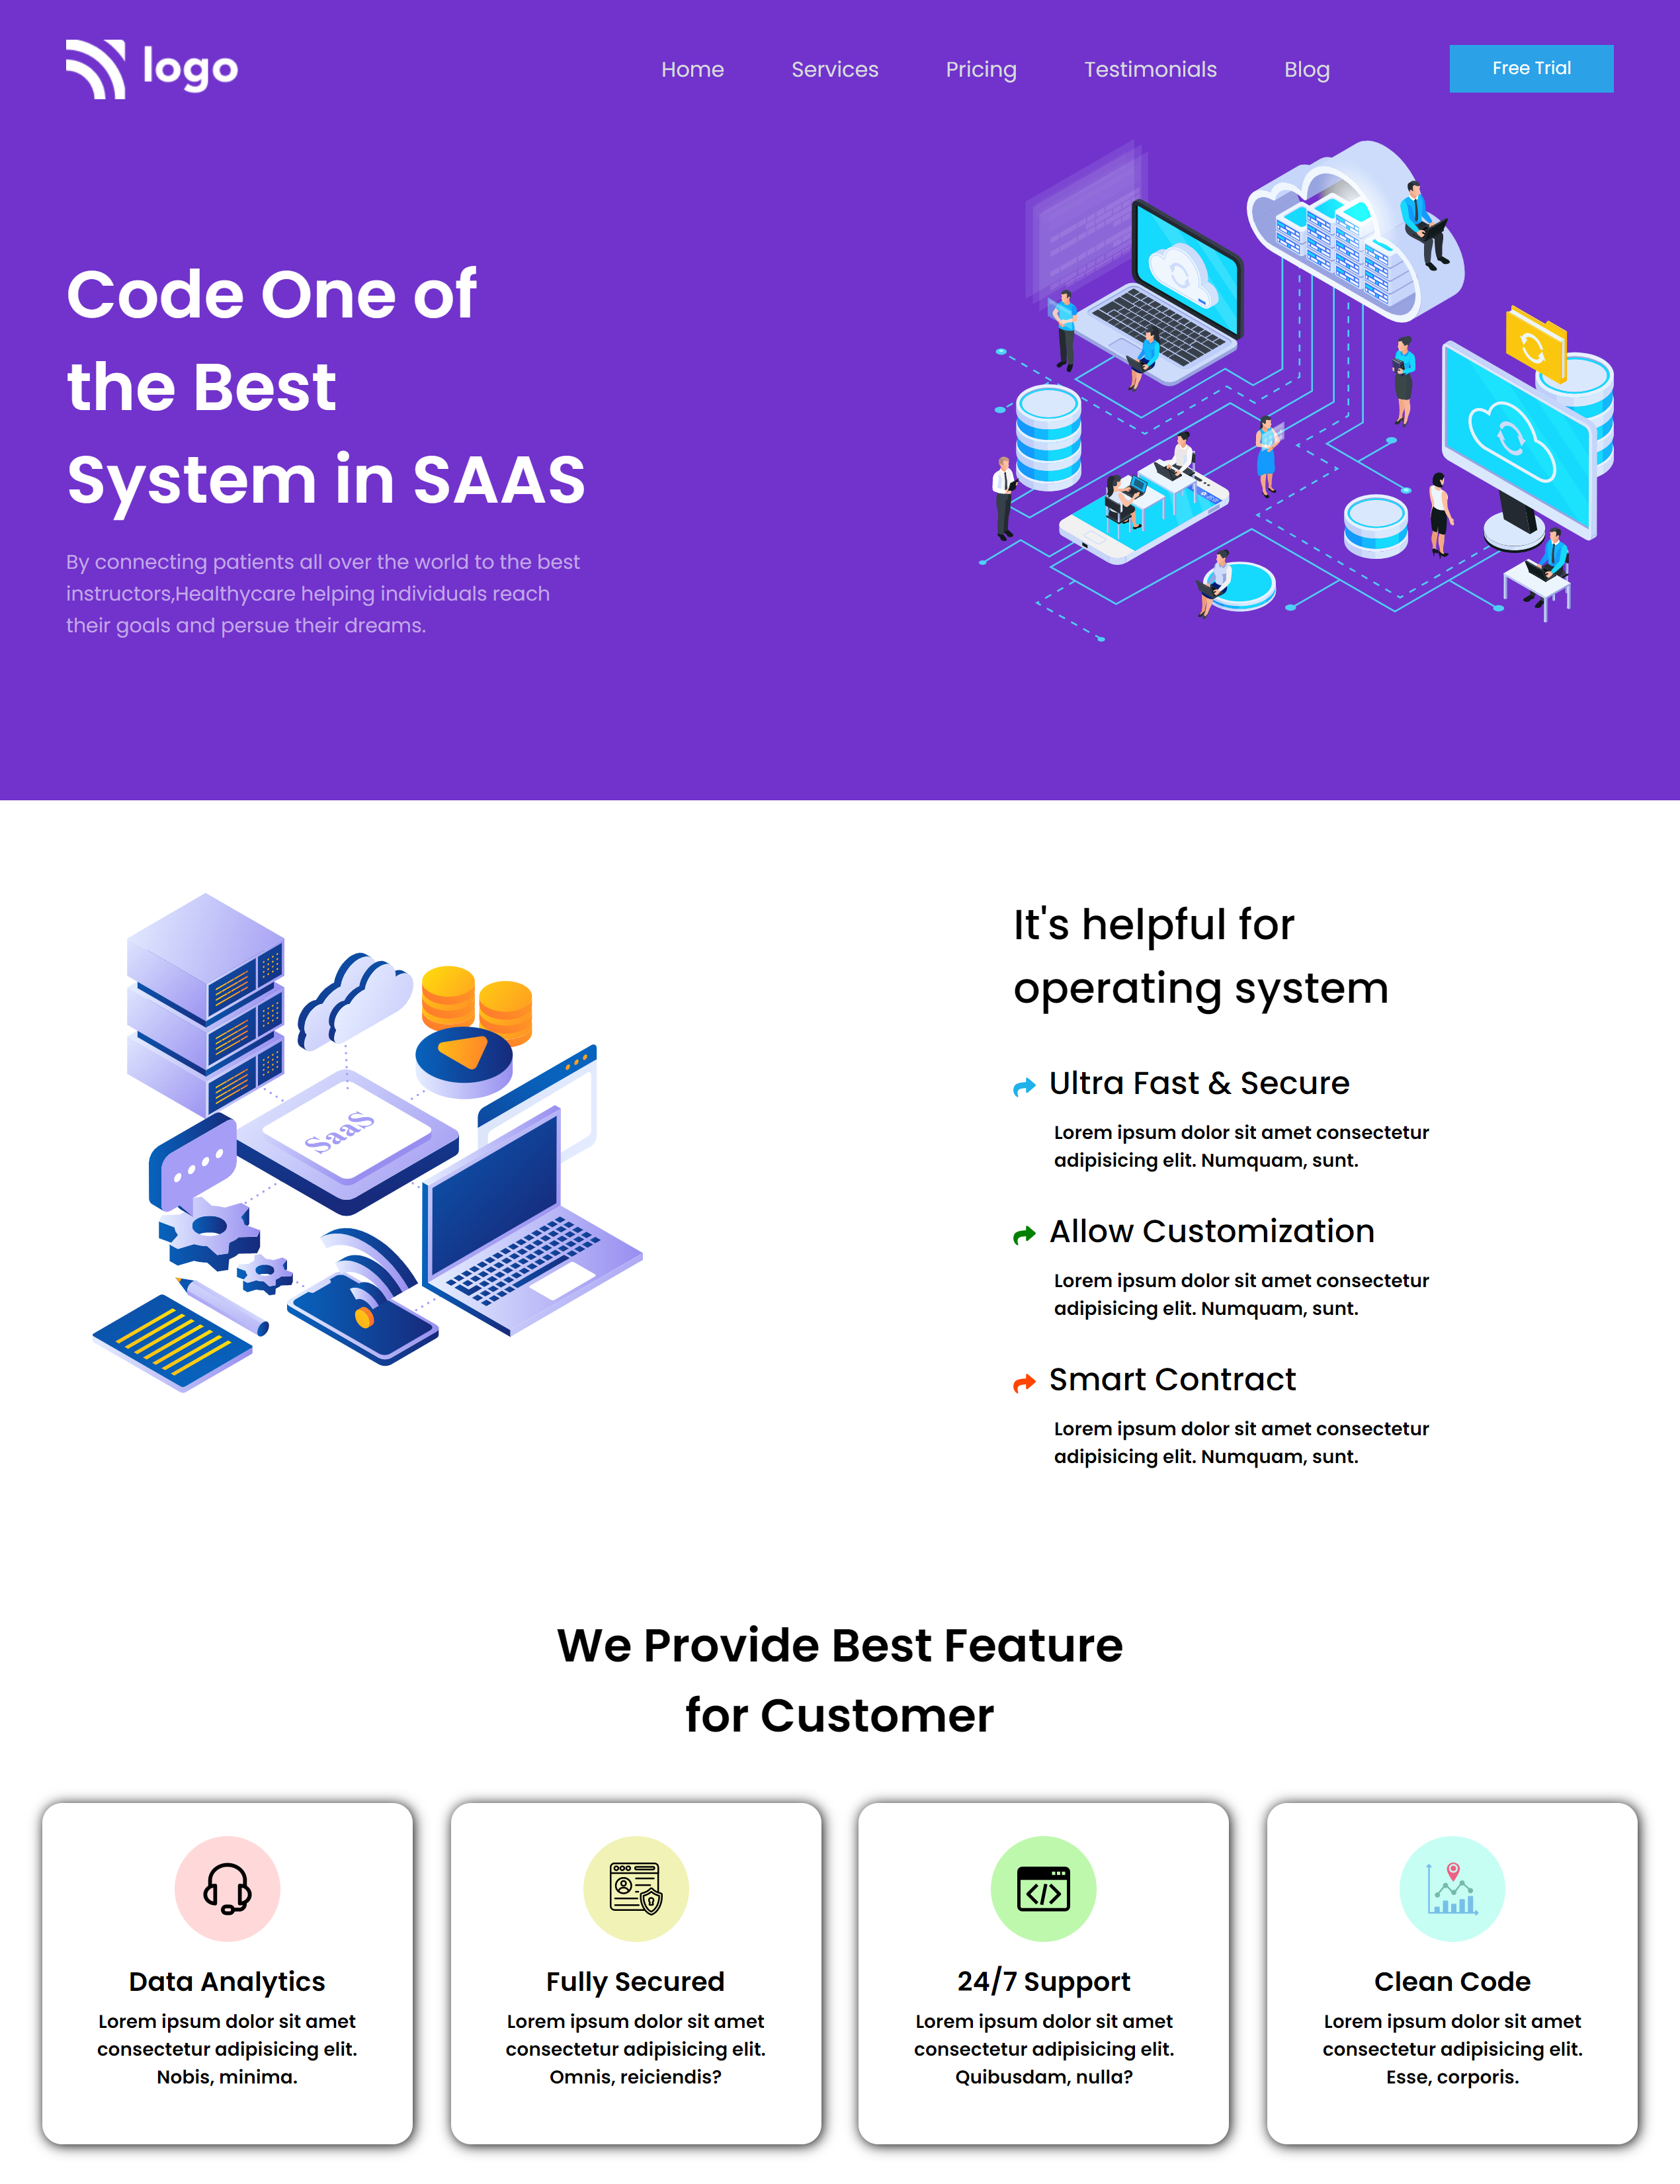 logo
Home
Services
Pricing
Testimonials
Blog
Free Trial
Code One of
the Best
System in SAAS
By connecting patients all over the world to the best
instructors,Healthycare helping individuals reach
their goals and persue their dreams.
SaaS
It's helpful for
operating system
Ultra Fast & Secure
Lorem ipsum dolor sit amet consectetur
adipisicing elit. Numquam, sunt.
Allow Customization
Lorem ipsum dolor sit amet consectetur
adipisicing elit. Numquam, sunt.
Smart Contract
Lorem ipsum dolor sit amet consectetur
adipisicing elit. Numquam, sunt.
We Provide Best Feature
for Customer
Data Analytics
Lorem ipsum dolor sit amet
consectetur adipisicing elit.
Nobis, minima.
Fully Secured
Lorem ipsum dolor sit amet
consectetur adipisicing elit.
Omnis, reiciendis?
24/7 Support
Lorem ipsum dolor sit amet
consectetur adipisicing elit.
Quibusdam, nulla?
Clean Code
Lorem ipsum dolor sit amet
consectetur adipisicing elit.
Esse, corporis.